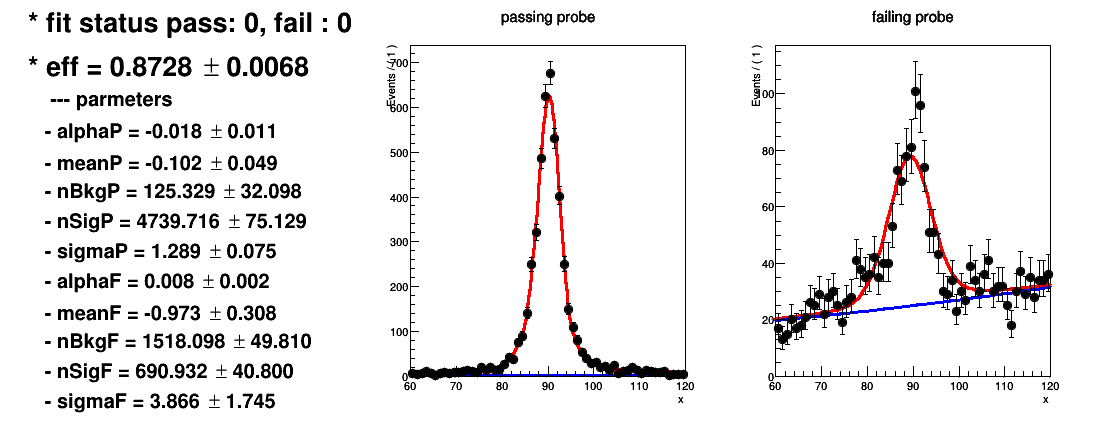 * fit status pass: 0, fail : 0
* eff = 0.8728 ± 0.0068
--- parmeters
- alphaP = -0.018 ± 0.011
- meanP = -0.102 ± 0.049
- nBkgP = 125.329 ± 32.098
- nSigP = 4739.716 ± 75.129
- sigmaP = 1.289 ± 0.075
- alphaF = 0.008 ± 0.002
- meanF = -0.973 ± 0.308
- nBkgF = 1518.098 ± 49.810
- nSigF = 690.932 ± 40.800
- sigmaF = 3.866 ± 1.745
passing probe
Events / ( 1 )
700
600
500
400
300
200
100
0
60 70 80 90 100 110 120
x
failing probe
Events / ( 1 )
100
80
60
40
20
0
60 70 80 90 100 110 120
x